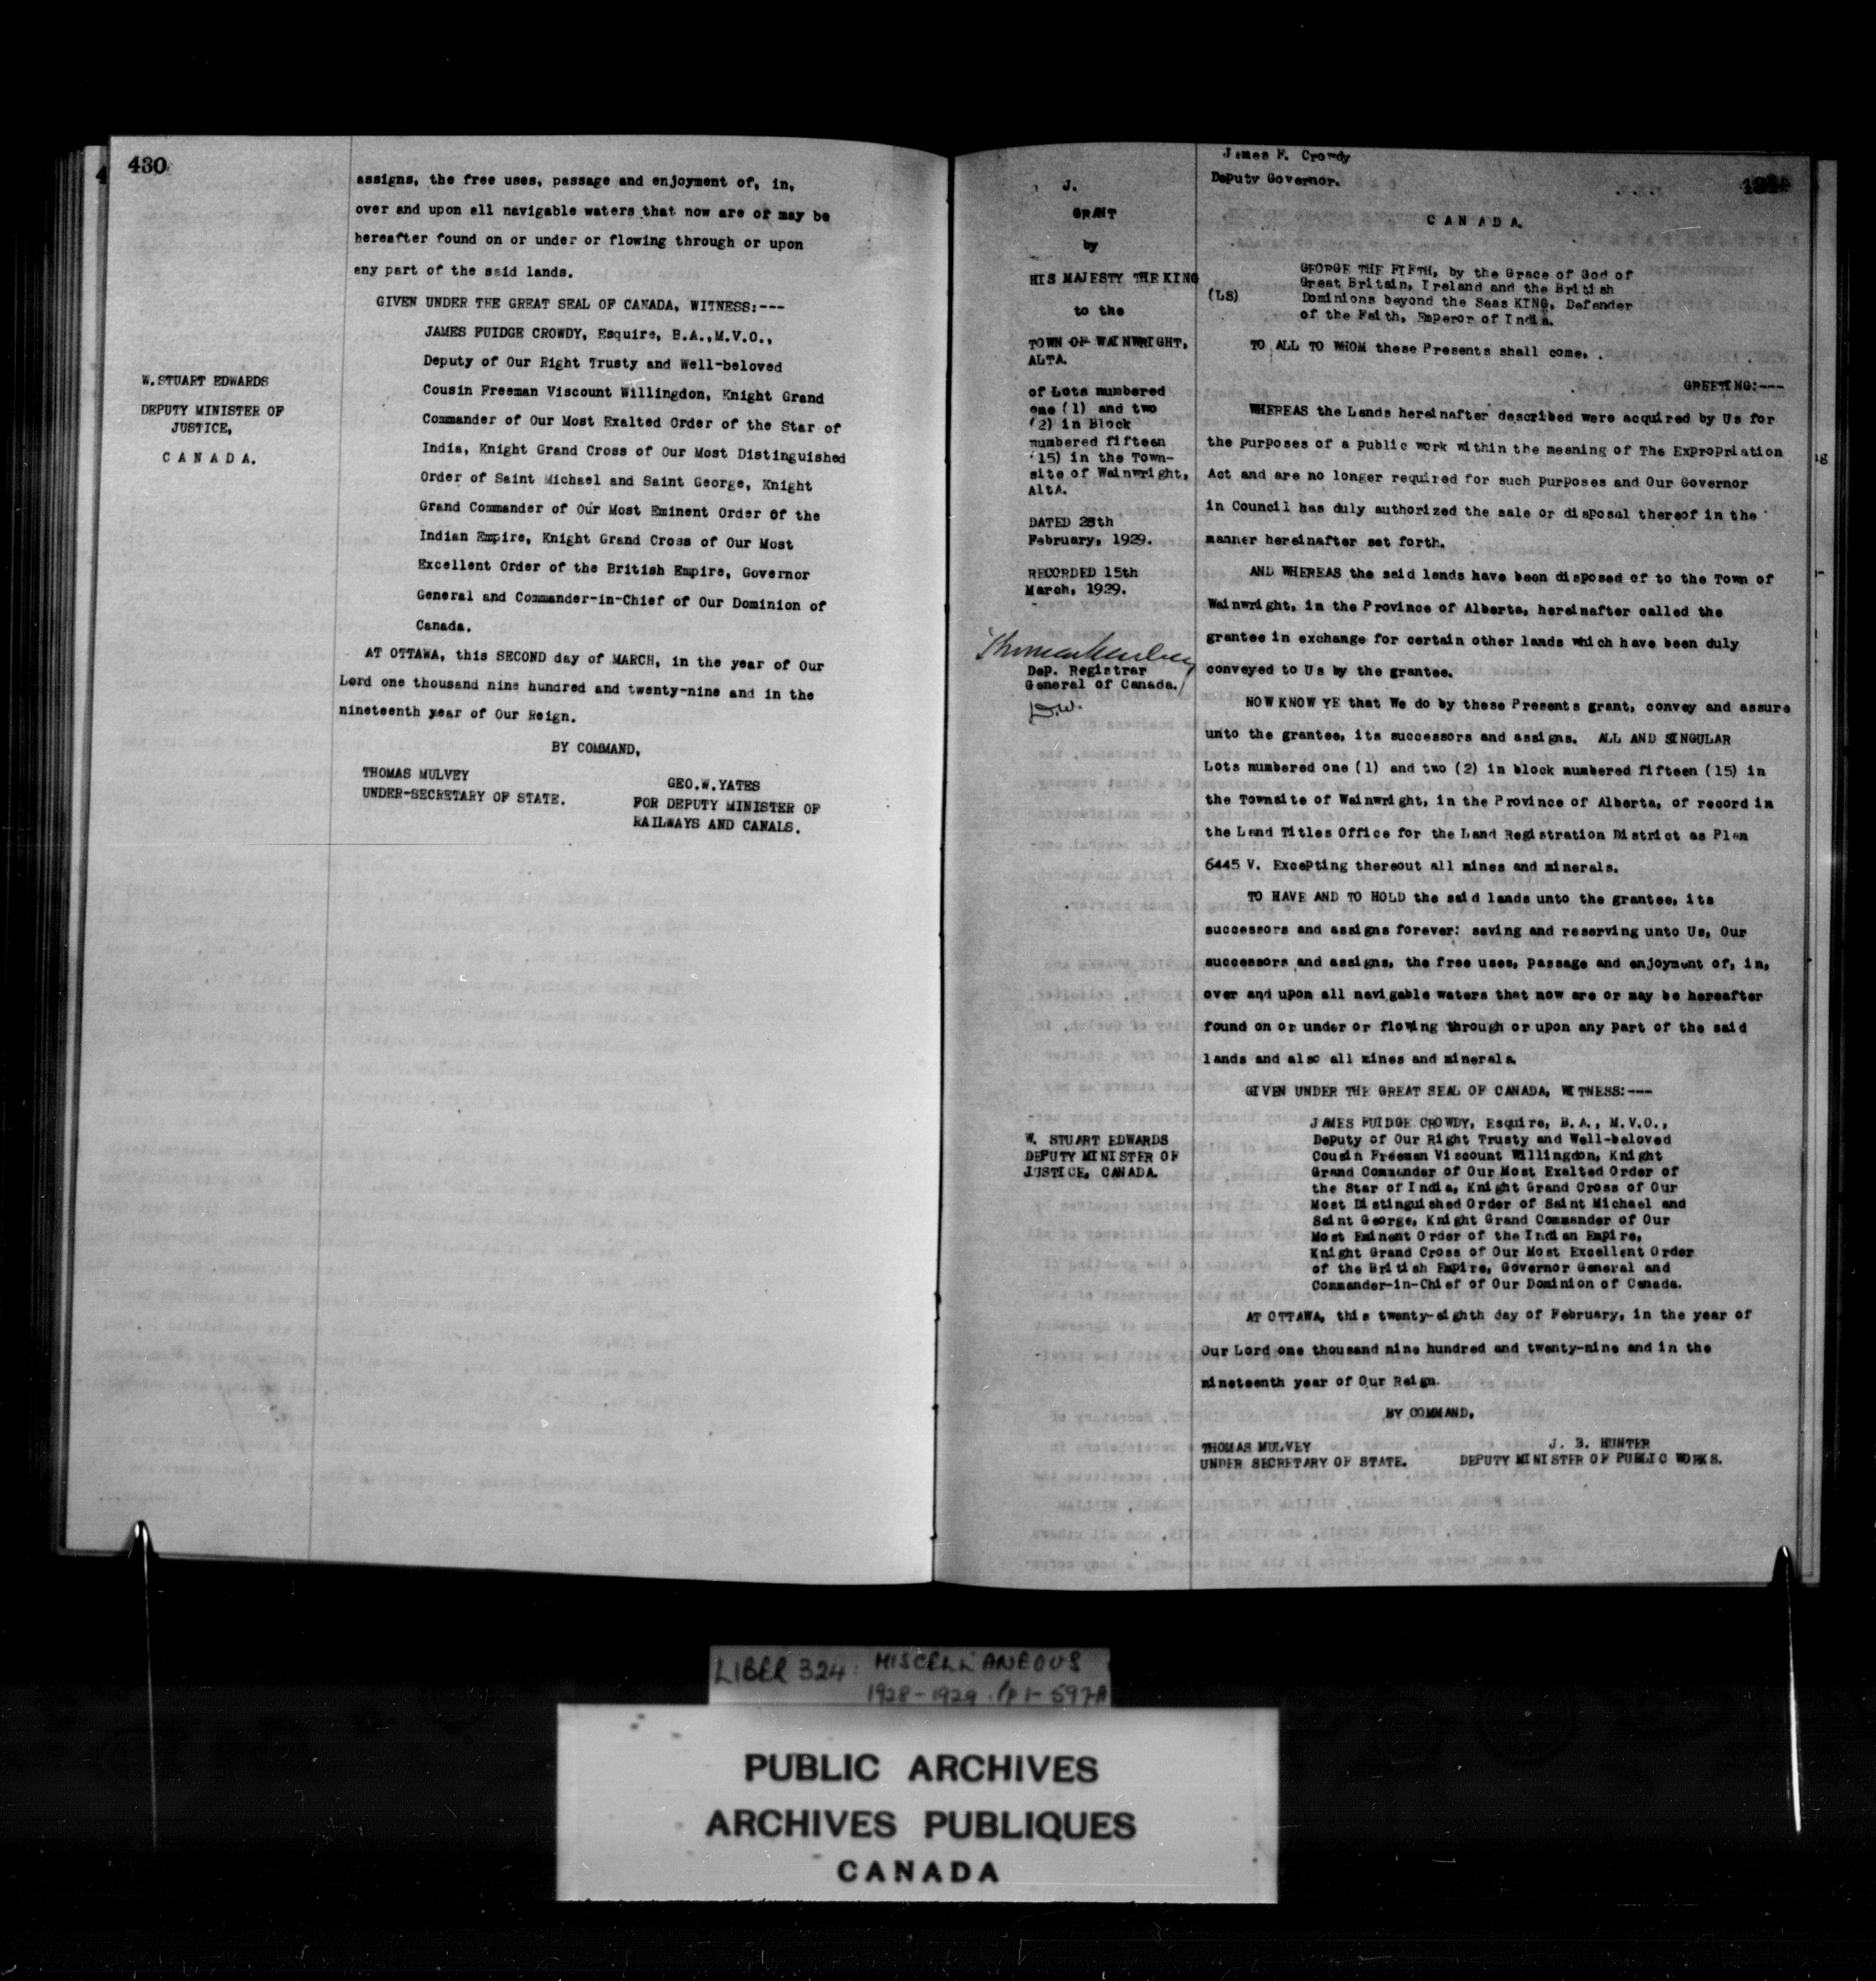 430
assigns, the free uses, passage and enjoyment of, in,
over and upon all navigable waters that now are or may be
hereafter found on or under or flowing through or upon
any part of the said lands.
GIVEN UNDER THE GREAT SEAL OF CANADA, WITNESS:---
JAMES FUIDGE CROWDY, Esquire, B.A.,M.V.O.,
Deputy of Our Right Trusty and Well-beloved
Cousin Freeman Viscount Willingdon, Knight Grand
Commander of Our Most Exalted Order of the Star of
India, Knight Grand Cross of Our Most Distinguished
Order of Saint Michael and Saint George, Knight
Grand Commander of Our Most Eminent Order of the
Indian Empire, Knight Grand Cross of Our Most
Excellent Order of the British Empire, Governor
General and Commander-in-Chief of Our Dominion of
Canada.
W.STUART EDWARDS
DEPUTY MINISTER OF
JUSTICE,
C A N A D A.
AT OTTAWA, this SECOND day of MARCH, in the year of Our
Lord one thousand nine hundred and twenty-nine and in the
nineteenth year of Our Reign.
BY COMMAND,
THOMAS MULVEY
UNDER-SECRETARY OF STATE.
GEO.W.YATES
FOR DEPUTY MINISTER OF
RAILWAYS AND CANALS.
J.
GRANT
by
HIS MAJESTY THE KING
to the
TOWN OF WAINWRIGHT,
ALTA.
of Lots numbered
one (1) and two
(2) in Block
numbered fifteen
(15) in the Town-
site of Wainwright,
AltA.
DATED 28th
February, 1929.
RECORDED 15th
March, 1929.
Thomas Mulvey
Dep. Registrar
General of Canada.
W. STUART EDWARDS
DEPUTY MINISTER OF
JUSTICE, CANADA.
James F. Crowdy
Deputy Governor.
C A N A D A.
(LS)
GEORGE THE FIFTH, by the Grace of God of
Great Britain, Ireland and the British
Dominions beyond the Seas KING, Defender
of the Faith, Emperor of India.
TO ALL TO WHOM these Presents shall come, .
GREETING:---
WHEREAS the Lands hereinafter described were acquired by Us for
the purposes of a public work within the meaning of The Expropriation
Act and are no longer required for such purposes and Our Governor
in Council has duly authorized the sale or disposal thereof in the
manner hereinafter set forth.
AND WHEREAS the said lands have been disposed of to the Town of
Wainwright, in the Province of Alberta, hereinafter called the
grantee in exchange for certain other lands which have been duly
conveyed to Us by the grantee.
NOW KNOW YE that We do by these Presents grant, convey and assure
unto the grantee, its successors and assigns. ALL AND SINGULAR
Lots numbered one (1) and two (2) in block numbered fifteen (15) in
the Townsite of Wainwright, in the Province of Alberta, of record in
the Land Titles Office for the Land Registration District as Plan
6445 V. Excepting thereout all mines and minerals.
TO HAVE AND TO HOLD the said lands unto the grantee, its
successors and assigns forever: saving and reserving unto Us, Our
successors and assigns, the free uses, passage and enjoyment of, in,
over and upon all navigable waters that now are or may be hereafter
found on or under or flowing through or upon any part of the said
lands and also all mines and minerals.
GIVEN UNDER THE GREAT SEAL OF CANADA, WITNESS:---
JAMES FUIDGE CROWDY, Esquire, B.A., M.V.O.,
Deputy of Our Right Trusty and Well-beloved
Cousin Freeman Viscount Willingdon, Knight
Grand Commander of Our Most Exalted Order of
the Star of India, Knight Grand Cross of Our
Most Distinguished Order of Saint Michael and
Saint George, Knight Grand Commander of Our
Most Eminent Order of the Indian Empire,
Knight Grand Cross of Our Most Excellent Order
of the British Empire, Governor General and
Commander-in-Chief of Our Dominion of Canada.
AT OTTAWA, this twenty-eighth day of February, in the year of
Our Lord one thousand nine hundred and twenty-nine and in the
nineteenth year of Our Reign.
BY COMMAND,
THOMAS MULVEY
UNDER SECRETARY OF STATE.
J. B. HUNTER
DEPUTY MINISTER OF PUBLIC WORKS.
LIBER 324: MISCELLANEOUS
1928-1929 Pp 1-597A
PUBLIC ARCHIVES
ARCHIVES PUBLIQUES
CANADA